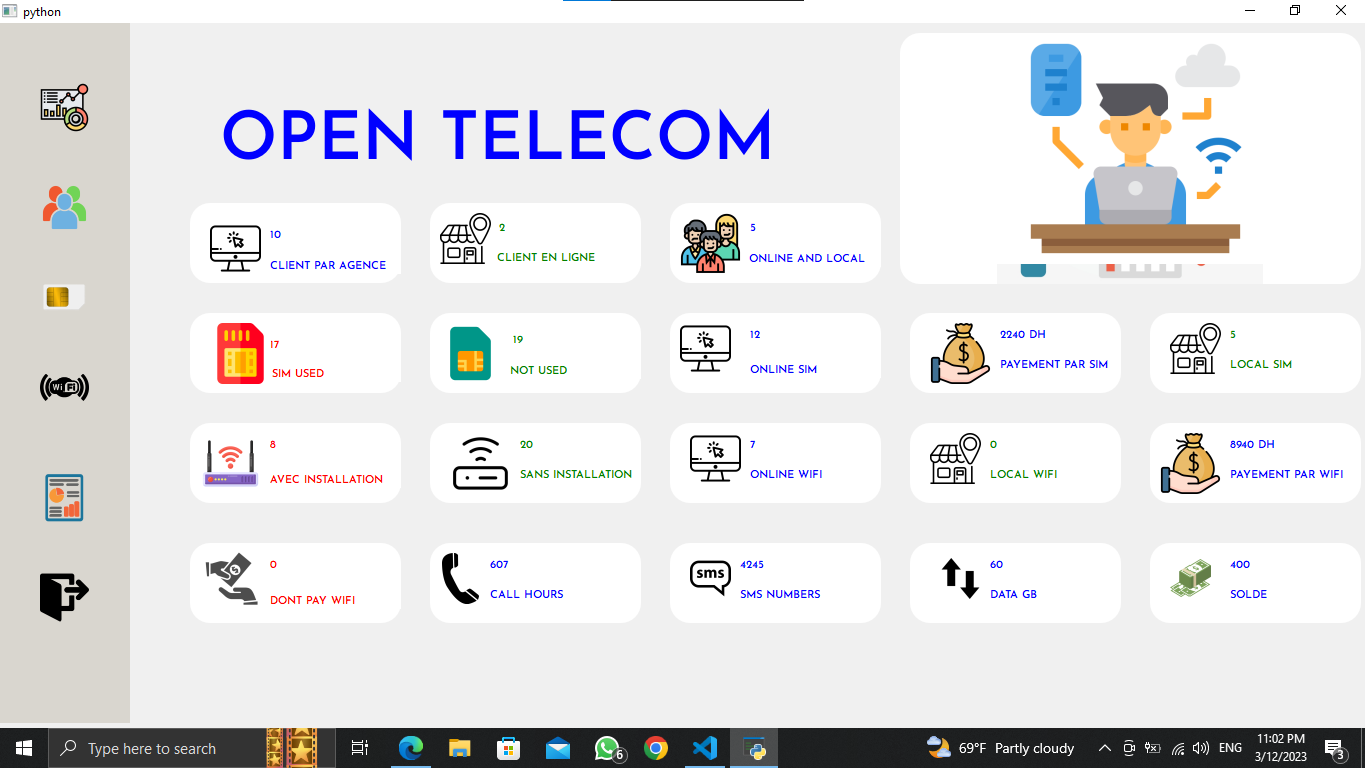 python
OPEN TELECOM
10
CLIENT PAR AGENCE
2
CLIENT EN LIGNE
5
ONLINE AND LOCAL
17
SIM USED
19
NOT USED
12
ONLINE SIM
2240 DH
PAYEMENT PAR SIM
5
LOCAL SIM
WiFi
8
AVEC INSTALLATION
20
SANS INSTALLATION
7
ONLINE WIFI
0
LOCAL WIFI
8940 DH
PAYEMENT PAR WIFI
0
DONT PAY WIFI
607
CALL HOURS
sms
4245
SMS NUMBERS
60
DATA GB
400
SOLDE
Type here to search
6
69°F Partly cloudy
ENG
11:02 PM
3/12/2023
3